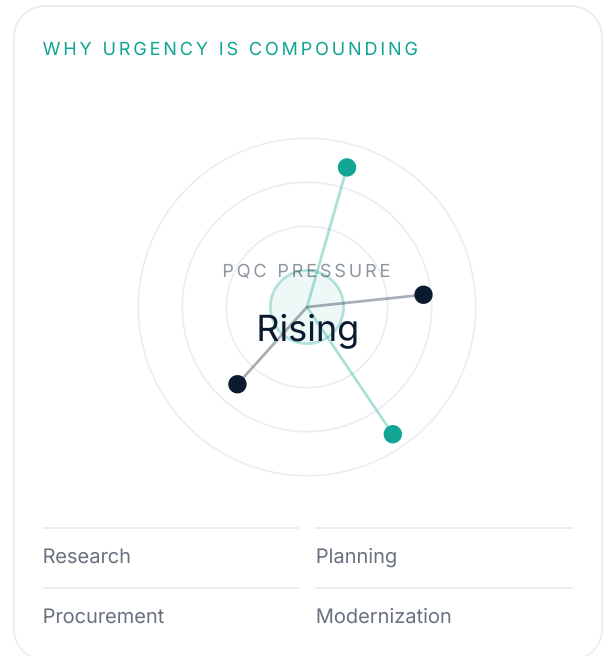 WHY URGENCY IS COMPOUNDING
PQC PRESSURE
Rising
Research
Planning
Procurement
Modernization